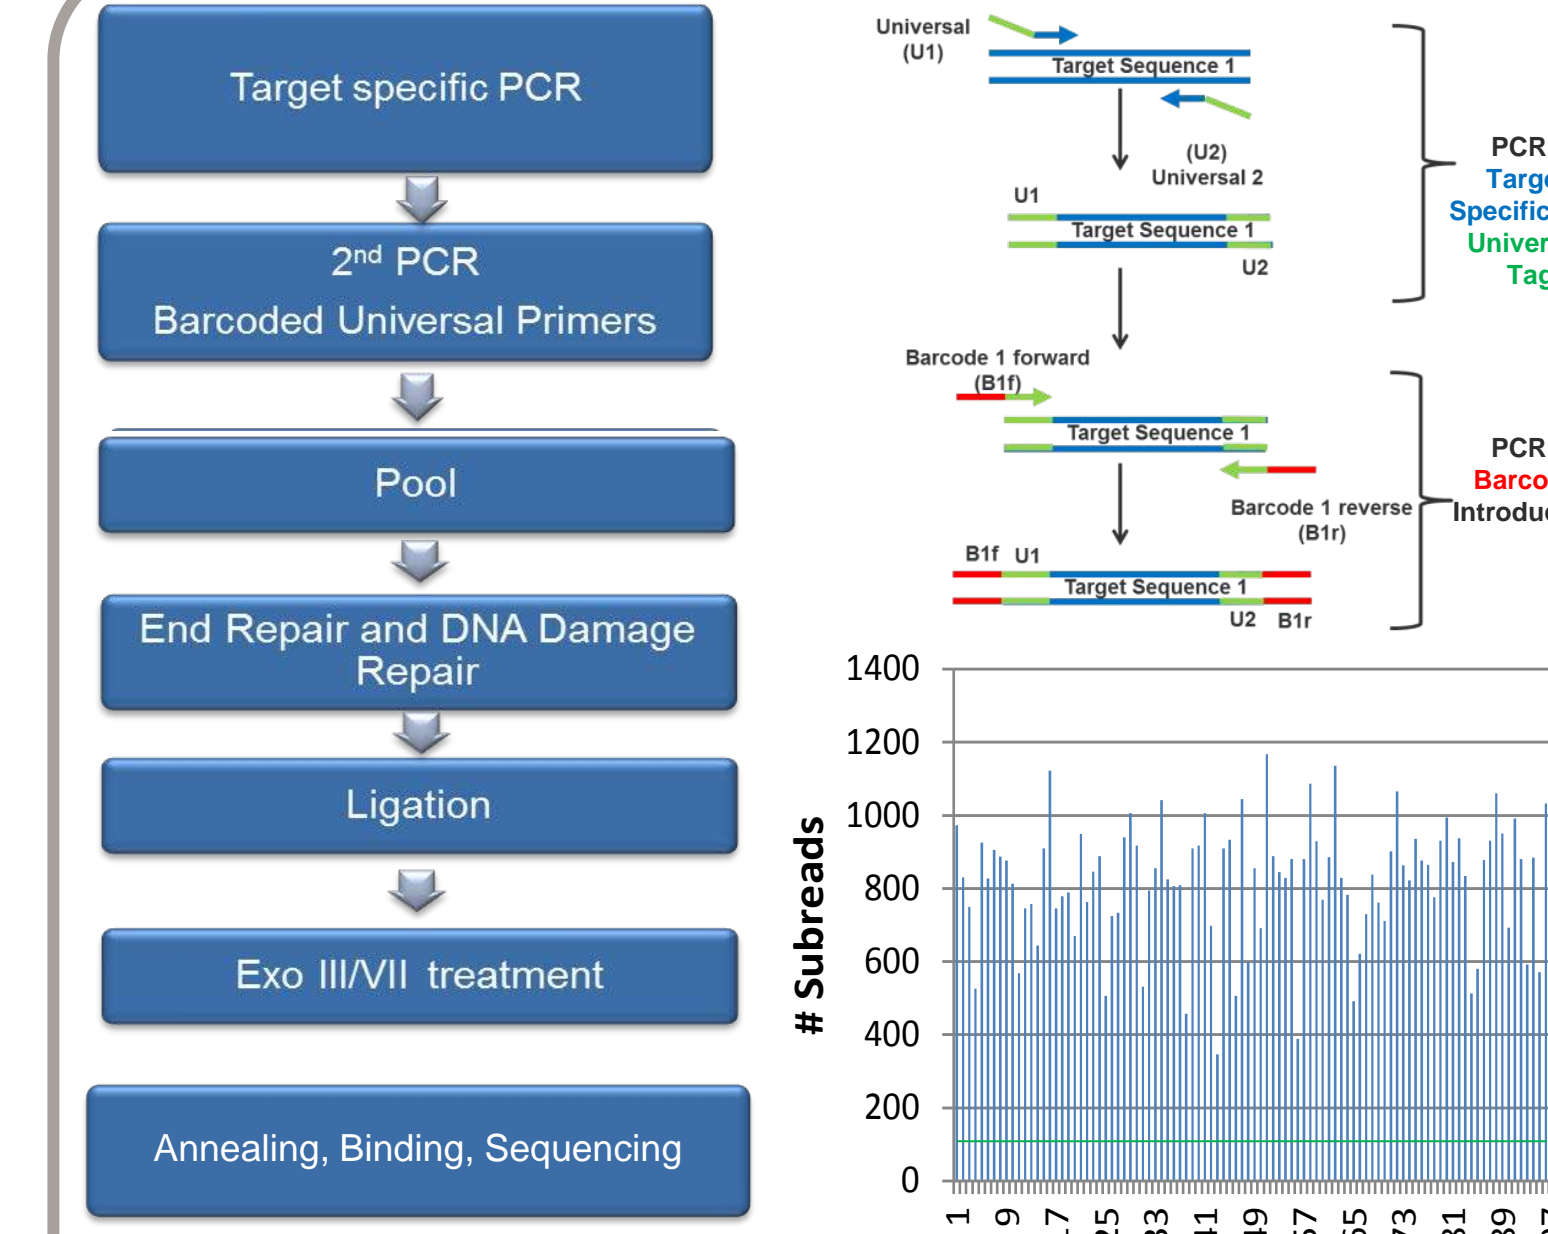 Target specific PCR
2nd PCR
Barcoded Universal Primers
Pool
End Repair and DNA Damage
Repair
Ligation
Exo III/VII treatment
Annealing, Binding, Sequencing
Universal
(U1)
Target Sequence 1
(U2)
Universal 2
U1
Target Sequence 1
U2
PCR
Specific
Barcode 1 forward
(B1f)
Target Sequence 1
Barcode 1 reverse
(B1r)
B1f U1
Target Sequence 1
U2 B1r
PCR
# Subreads
1400
1200
1000
800
600
400
200
0
1 9